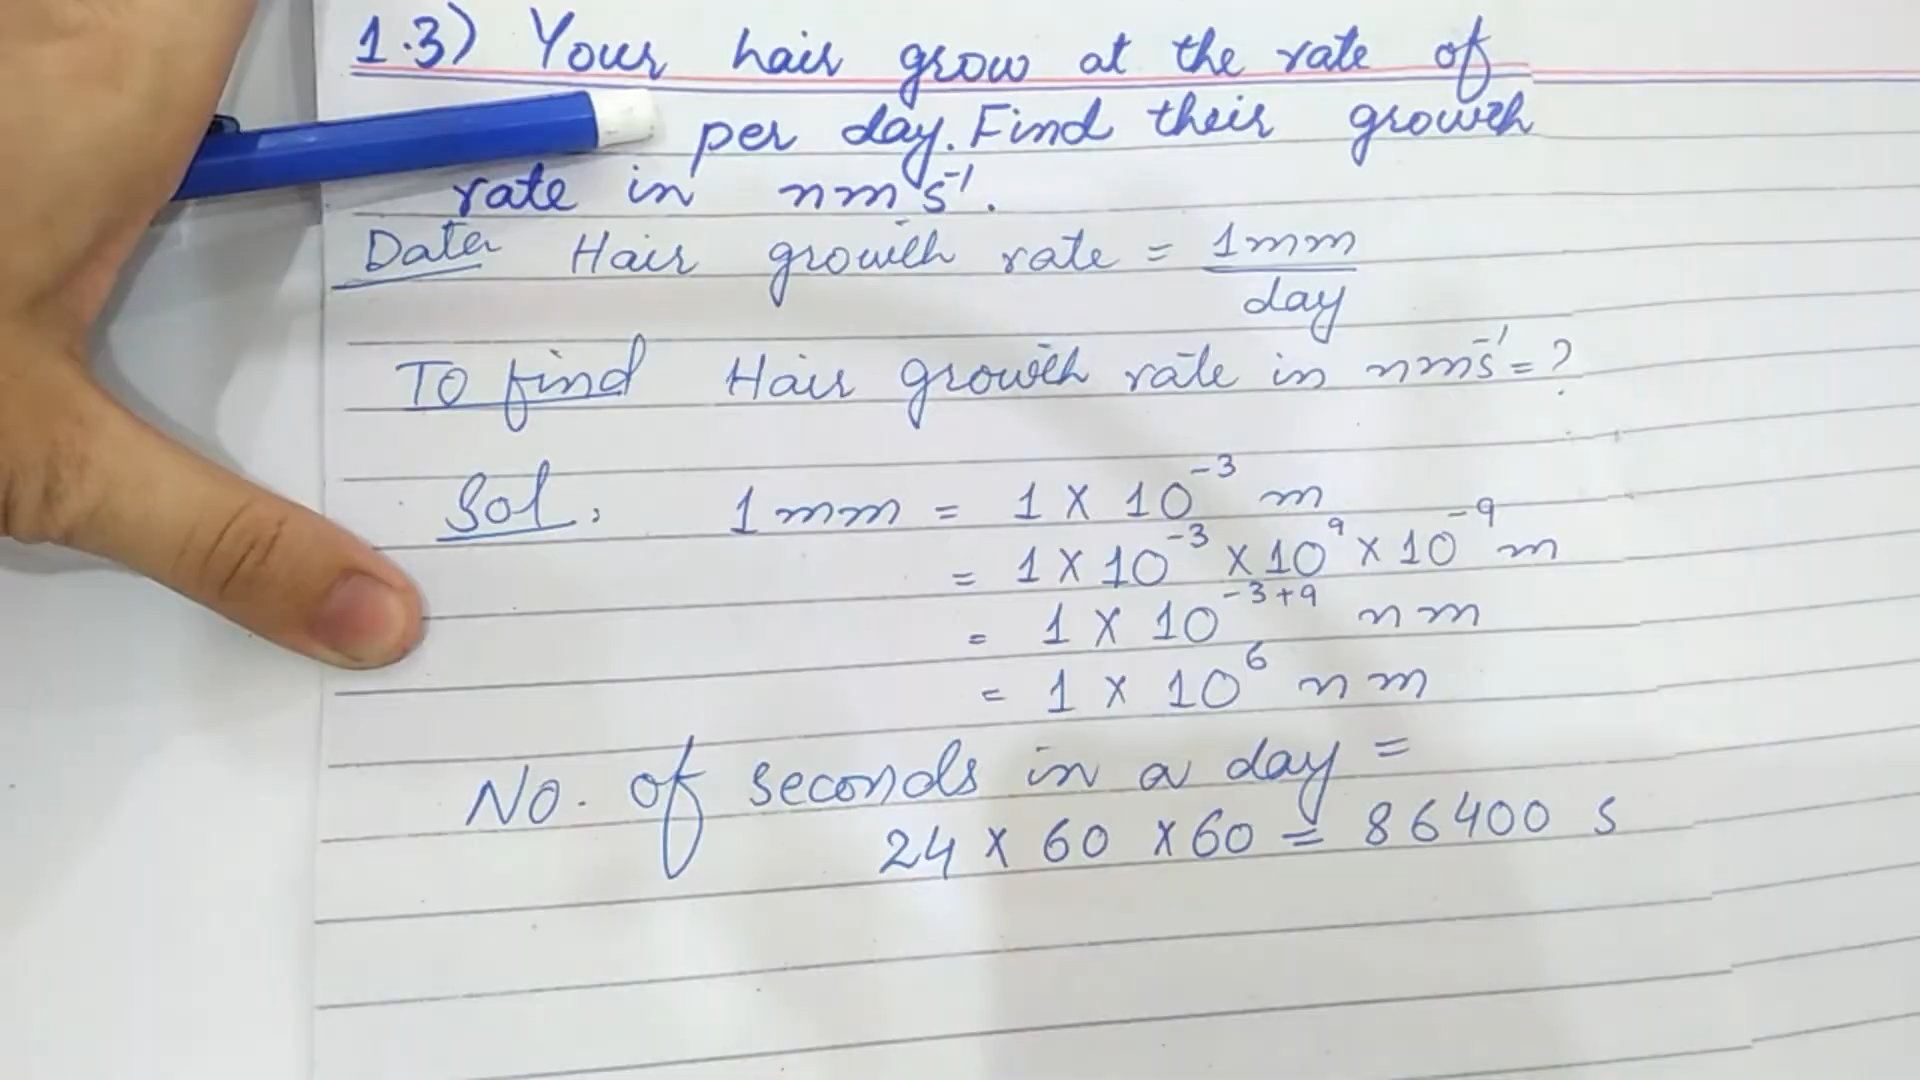 1.3) Your hair grow at the rate of
per day. Find their growth
rate in nms⁻¹.
Data Hair growth rate = 1mm
day
To find Hair growth rate in nms⁻¹ = ?
Sol, 1mm = 1 X 10⁻³ m
= 1 X 10⁻³ X 10⁹ X 10⁻⁹ m
= 1 X 10⁻³⁺⁹ nm
= 1 X 10⁶ nm
No. of seconds in a day =
24 X 60 X 60 = 86400 s